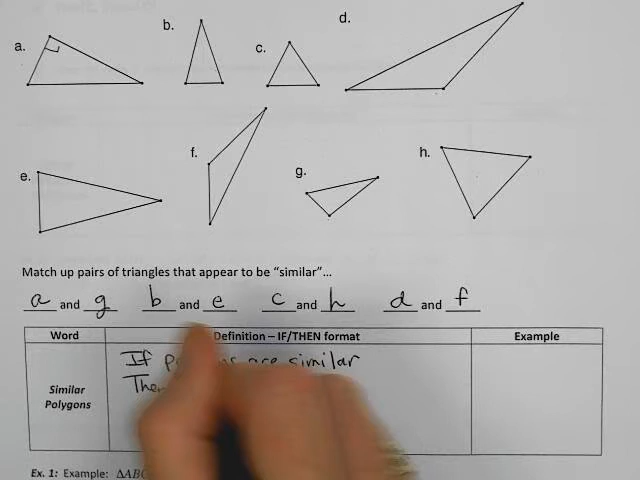 a. b. c. d.
e. f. g. h.
Match up pairs of triangles that appear to be “similar”...
a and g b and e c and h d and f
Word Definition – IF/THEN format Example
If are similar
Similar
Polygons
Ex. 1: Example: